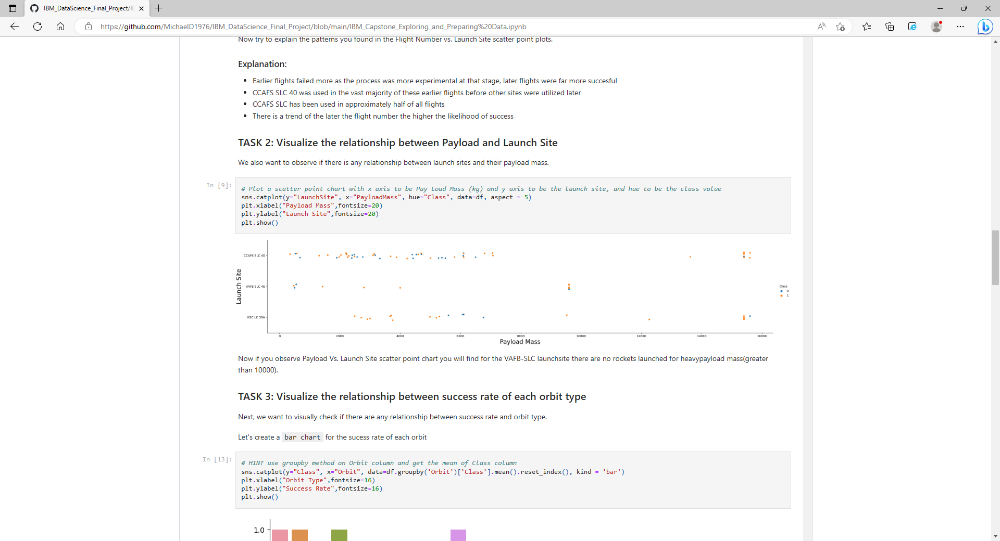 IBM_DataScience_Final_Project/
https://github.com/MichaelD1976/IBM_DataScience_Final_Project/blob/main/IBM_Capstone_Exploring_and_Preparing%20Data.ipynb
Now try to explain the patterns you found in the Flight Number vs. Launch Site scatter point plots.
Explanation:
Earlier flights failed more as the process was more experimental at that stage, later flights were far more succesful
CCAFS SLC 40 was used in the vast majority of these earlier flights before other sites were utilized later
CCAFS SLC has been used in approximately half of all flights
There is a trend of the later the flight number the higher the likelihood of success
TASK 2: Visualize the relationship between Payload and Launch Site
We also want to observe if there is any relationship between launch sites and their payload mass.
In [9]:
# Plot a scatter point chart with x axis to be Pay Load Mass (kg) and y axis to be the launch site, and hue to be the class value
sns.catplot(y="LaunchSite", x="PayloadMass", hue="Class", data=df, aspect = 5)
plt.xlabel("Payload Mass",fontsize=20)
plt.ylabel("Launch Site",fontsize=20)
plt.show()
CCAFS SLC 40
VAFB SLC 4E
KSC LC 39A
Launch Site
Class
0
1
0 2000 4000 6000 8000 10000 12000 14000 16000
Payload Mass
Now if you observe Payload Vs. Launch Site scatter point chart you will find for the VAFB-SLC launchsite there are no rockets launched for heavypayload mass(greater
than 10000).
TASK 3: Visualize the relationship between success rate of each orbit type
Next, we want to visually check if there are any relationship between success rate and orbit type.
Let's create a bar chart for the sucess rate of each orbit
In [13]:
# HINT use groupby method on Orbit column and get the mean of Class column
sns.catplot(y="Class", x="Orbit", data=df.groupby('Orbit')['Class'].mean().reset_index(), kind = 'bar')
plt.xlabel("Orbit Type",fontsize=16)
plt.ylabel("Success Rate",fontsize=16)
plt.show()
1.0